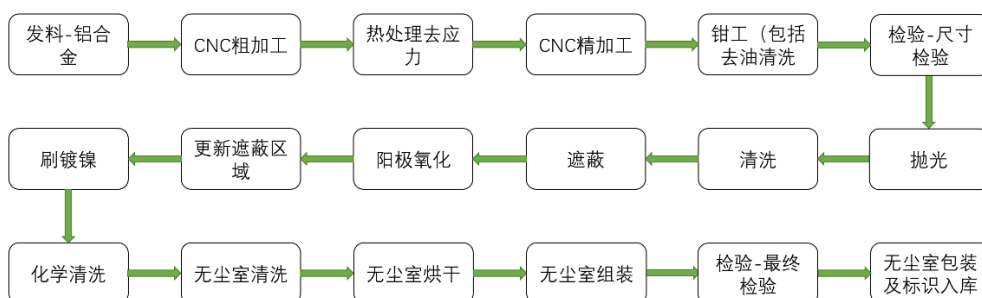 发料-铝合
金
CNC粗加工
热处理去应
力
CNC精加工
钳工（包括
去油清洗
检验-尺寸
检验
刷镀镍
更新遮蔽区
域
阳极氧化
遮蔽
清洗
抛光
化学清洗
无尘室清洗
无尘室烘干
无尘室组装
检验-最终
检验
无尘室包装
及标识入库